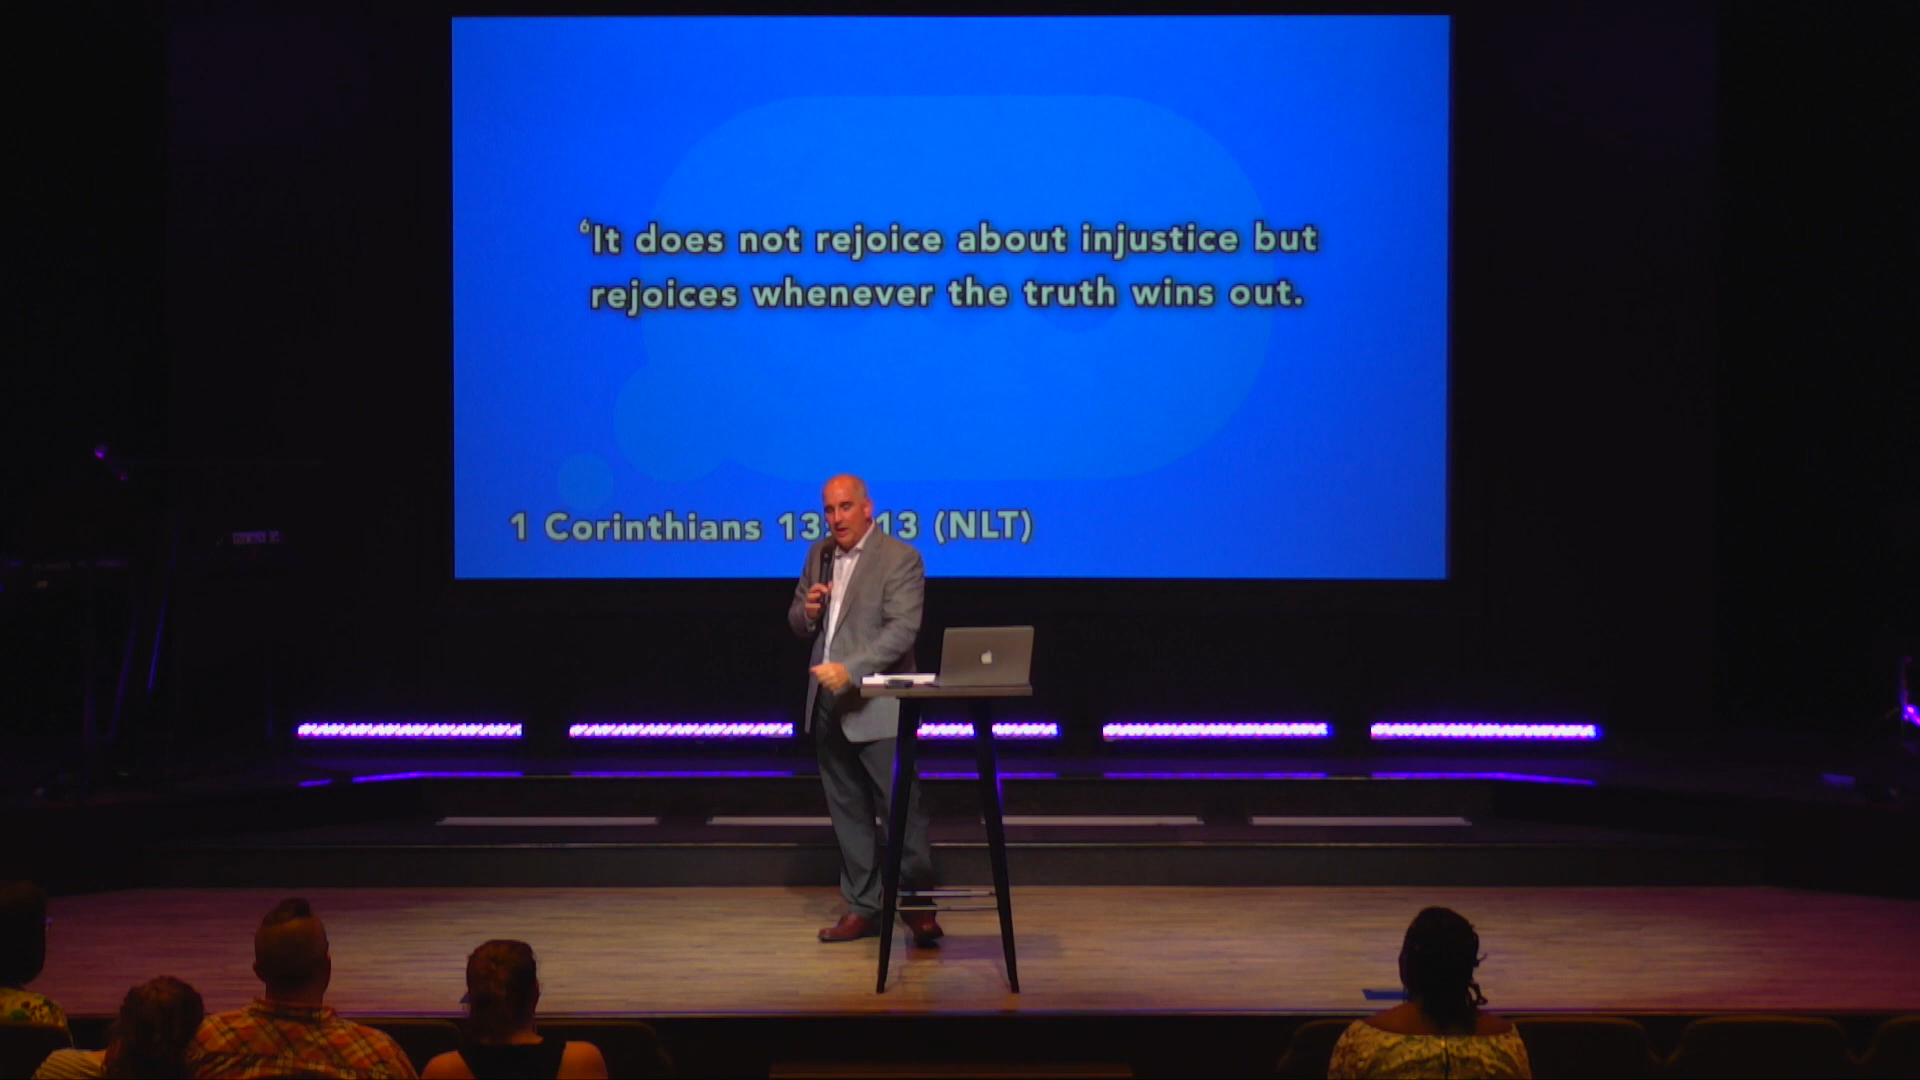 ⁶It does not rejoice about injustice but
rejoices whenever the truth wins out.
1 Corinthians 13: 13 (NLT)